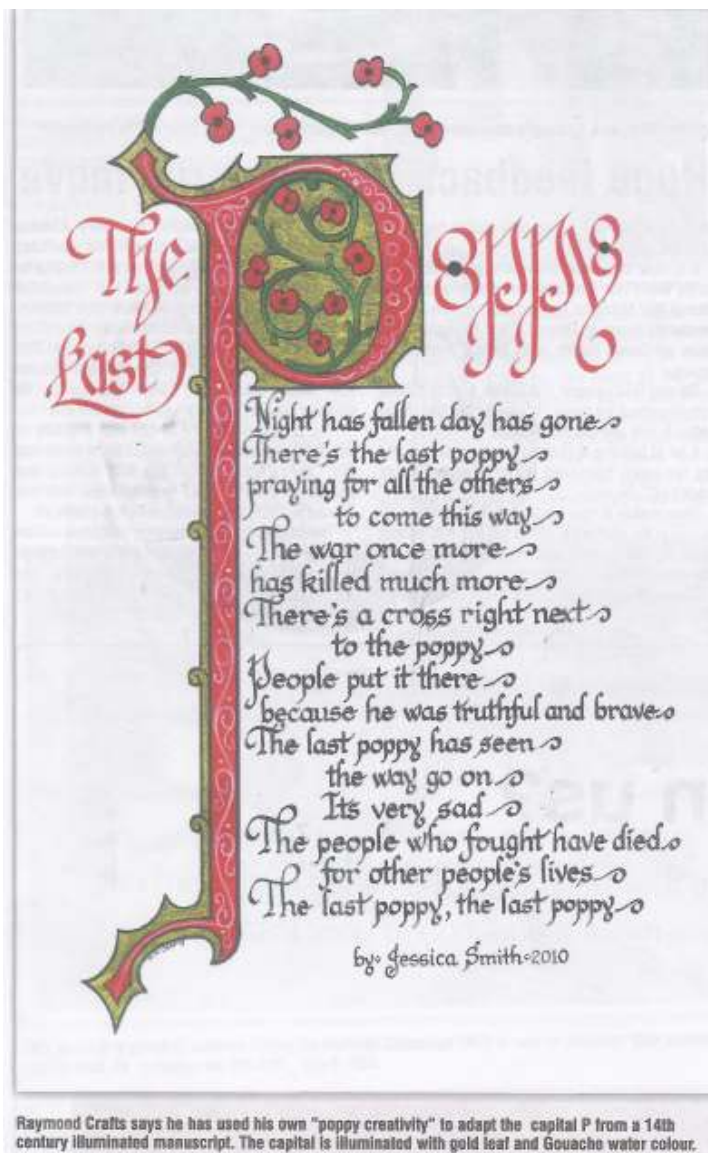 The
Last
Poppy
Night has fallen day has gone
There's the last poppy
praying for all the others
to come this way
The war once more
has killed much more
There's a cross right next
to the poppy
People put it there
because he was truthful and brave
The last poppy has seen
the way go on
Its very sad
The people who fought have died
for other people's lives
The last poppy, the last poppy
by Jessica Smith 2010
Raymond Crafts says he has used his own "poppy creativity" to adapt the capital P from a 14th
century illuminated manuscript. The capital is illuminated with gold leaf and Gouache water colour.